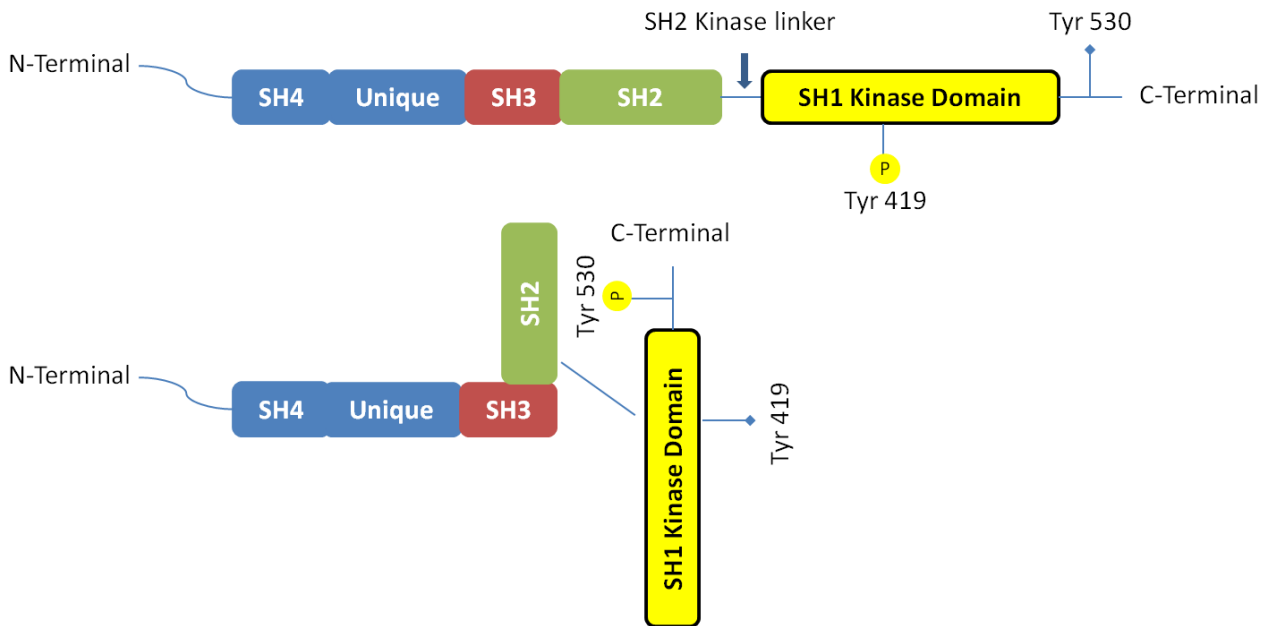 SH2 Kinase linker
Tyr 530
N-Terminal
SH4
Unique
SH3
SH2
SH1 Kinase Domain
C-Terminal
P
Tyr 419
C-Terminal
SH2
Tyr 530
P
N-Terminal
SH4
Unique
SH3
SH1 Kinase Domain
Tyr 419